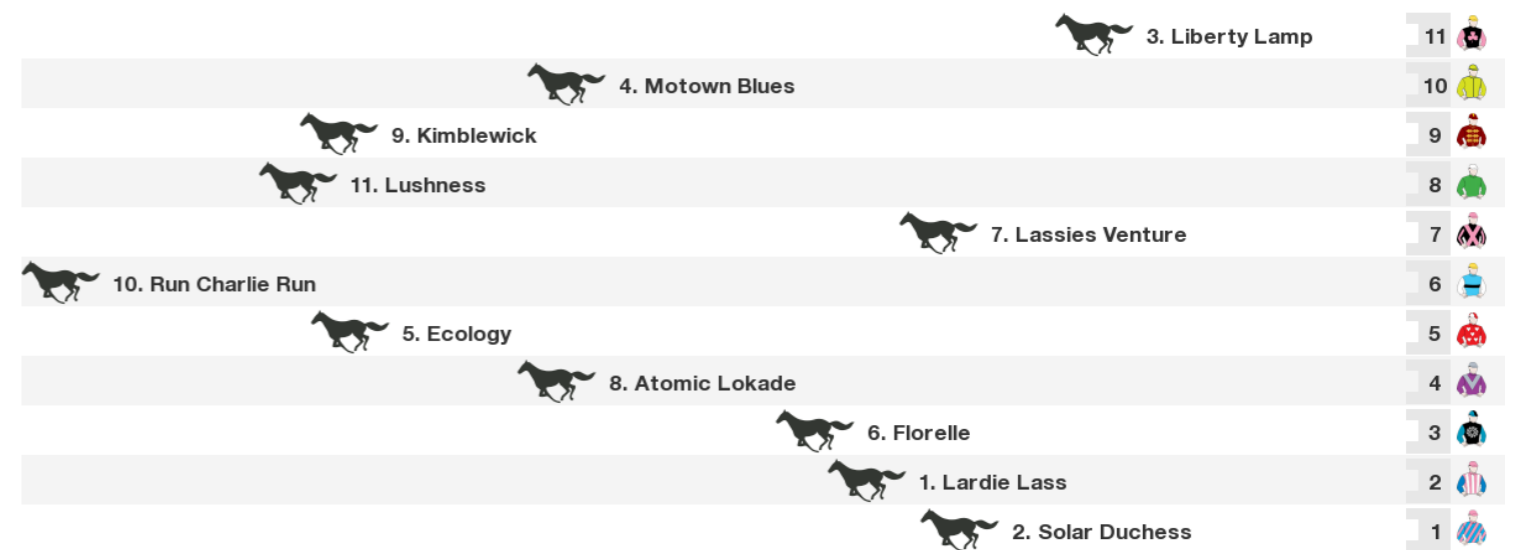 3. Liberty Lamp 11
4. Motown Blues 10
9. Kimblewick 9
11. Lushness 8
7. Lassies Venture 7
10. Run Charlie Run 6
5. Ecology 5
8. Atomic Lokade 4
6. Florelle 3
1. Lardie Lass 2
2. Solar Duchess 1